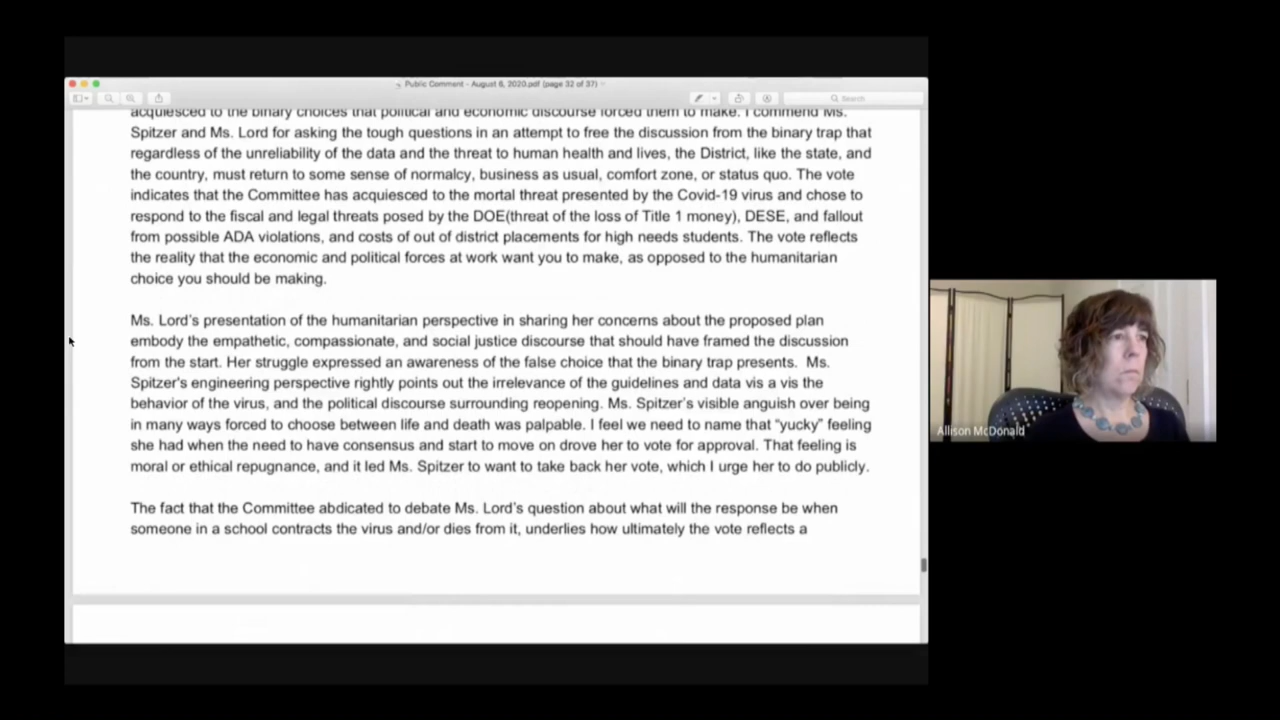 Public Comment - August 6, 2020.pdf (page 32 of 37)
Search
acquiesced to the binary choices that political and economic discourse forced them to make. I commend Ms.
Spitzer and Ms. Lord for asking the tough questions in an attempt to free the discussion from the binary trap that
regardless of the unreliability of the data and the threat to human health and lives, the District, like the state, and
the country, must return to some sense of normalcy, business as usual, comfort zone, or status quo. The vote
indicates that the Committee has acquiesced to the mortal threat presented by the Covid-19 virus and chose to
respond to the fiscal and legal threats posed by the DOE(threat of the loss of Title 1 money), DESE, and fallout
from possible ADA violations, and costs of out of district placements for high needs students. The vote reflects
the reality that the economic and political forces at work want you to make, as opposed to the humanitarian
choice you should be making.
Ms. Lord's presentation of the humanitarian perspective in sharing her concerns about the proposed plan
embody the empathetic, compassionate, and social justice discourse that should have framed the discussion
from the start. Her struggle expressed an awareness of the false choice that the binary trap presents. Ms.
Spitzer's engineering perspective rightly points out the irrelevance of the guidelines and data vis a vis the
behavior of the virus, and the political discourse surrounding reopening. Ms. Spitzer's visible anguish over being
in many ways forced to choose between life and death was palpable. I feel we need to name that “yucky” feeling
she had when the need to have consensus and start to move on drove her to vote for approval. That feeling is
moral or ethical repugnance, and it led Ms. Spitzer to want to take back her vote, which I urge her to do publicly.
The fact that the Committee abdicated to debate Ms. Lord's question about what will the response be when
someone in a school contracts the virus and/or dies from it, underlies how ultimately the vote reflects a
Allison McDonald